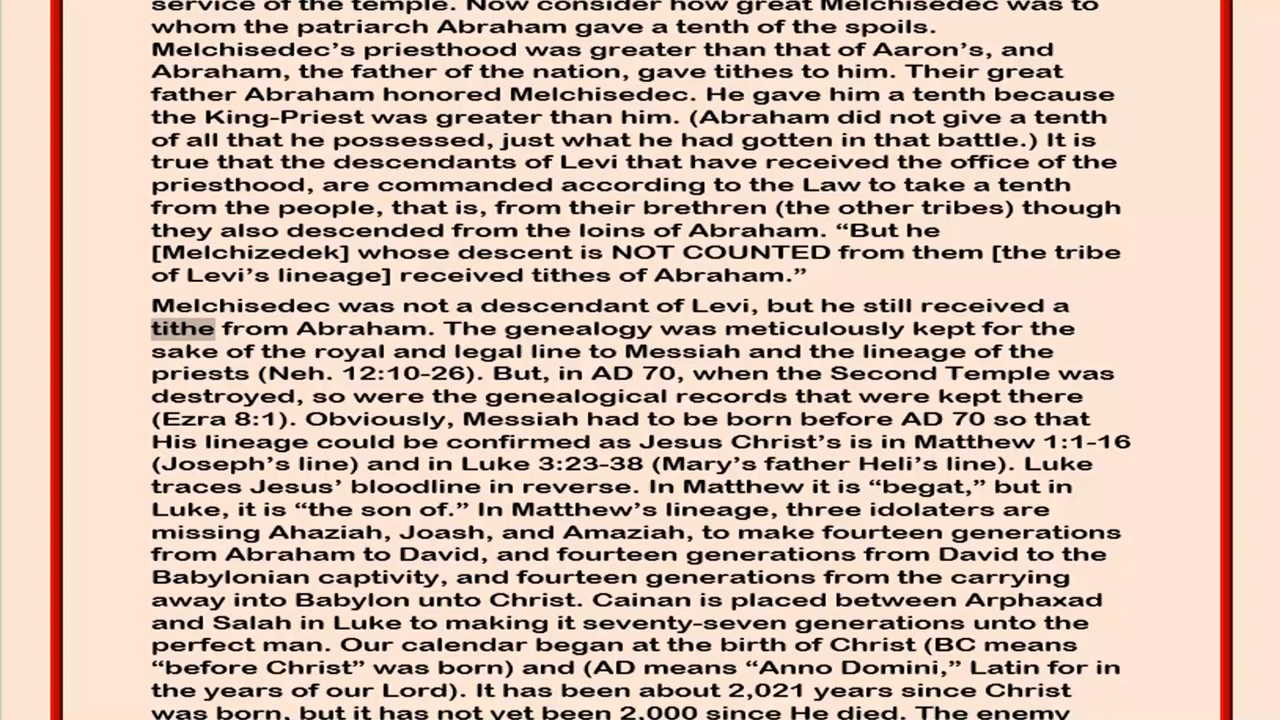 service of the temple. Now consider how great Melchisedec was to
whom the patriarch Abraham gave a tenth of the spoils.
Melchisedec’s priesthood was greater than that of Aaron’s, and
Abraham, the father of the nation, gave tithes to him. Their great
father Abraham honored Melchisedec. He gave him a tenth because
the King-Priest was greater than him. (Abraham did not give a tenth
of all that he possessed, just what he had gotten in that battle.) It is
true that the descendants of Levi that have received the office of the
priesthood, are commanded according to the Law to take a tenth
from the people, that is, from their brethren (the other tribes) though
they also descended from the loins of Abraham. “But he
[Melchizedek] whose descent is NOT COUNTED from them [the tribe
of Levi’s lineage] received tithes of Abraham.”
Melchisedec was not a descendant of Levi, but he still received a
tithe from Abraham. The genealogy was meticulously kept for the
sake of the royal and legal line to Messiah and the lineage of the
priests (Neh. 12:10-26). But, in AD 70, when the Second Temple was
destroyed, so were the genealogical records that were kept there
(Ezra 8:1). Obviously, Messiah had to be born before AD 70 so that
His lineage could be confirmed as Jesus Christ’s is in Matthew 1:1-16
(Joseph’s line) and in Luke 3:23-38 (Mary’s father Heli’s line). Luke
traces Jesus’ bloodline in reverse. In Matthew it is “begat,” but in
Luke, it is “the son of.” In Matthew’s lineage, three idolaters are
missing Ahaziah, Joash, and Amaziah, to make fourteen generations
from Abraham to David, and fourteen generations from David to the
Babylonian captivity, and fourteen generations from the carrying
away into Babylon unto Christ. Cainan is placed between Arphaxad
and Salah in Luke to making it seventy-seven generations unto the
perfect man. Our calendar began at the birth of Christ (BC means
“before Christ” was born) and (AD means “Anno Domini,” Latin for in
the years of our Lord). It has been about 2,021 years since Christ
was born, but it has not yet been 2,000 since He died. The enemy